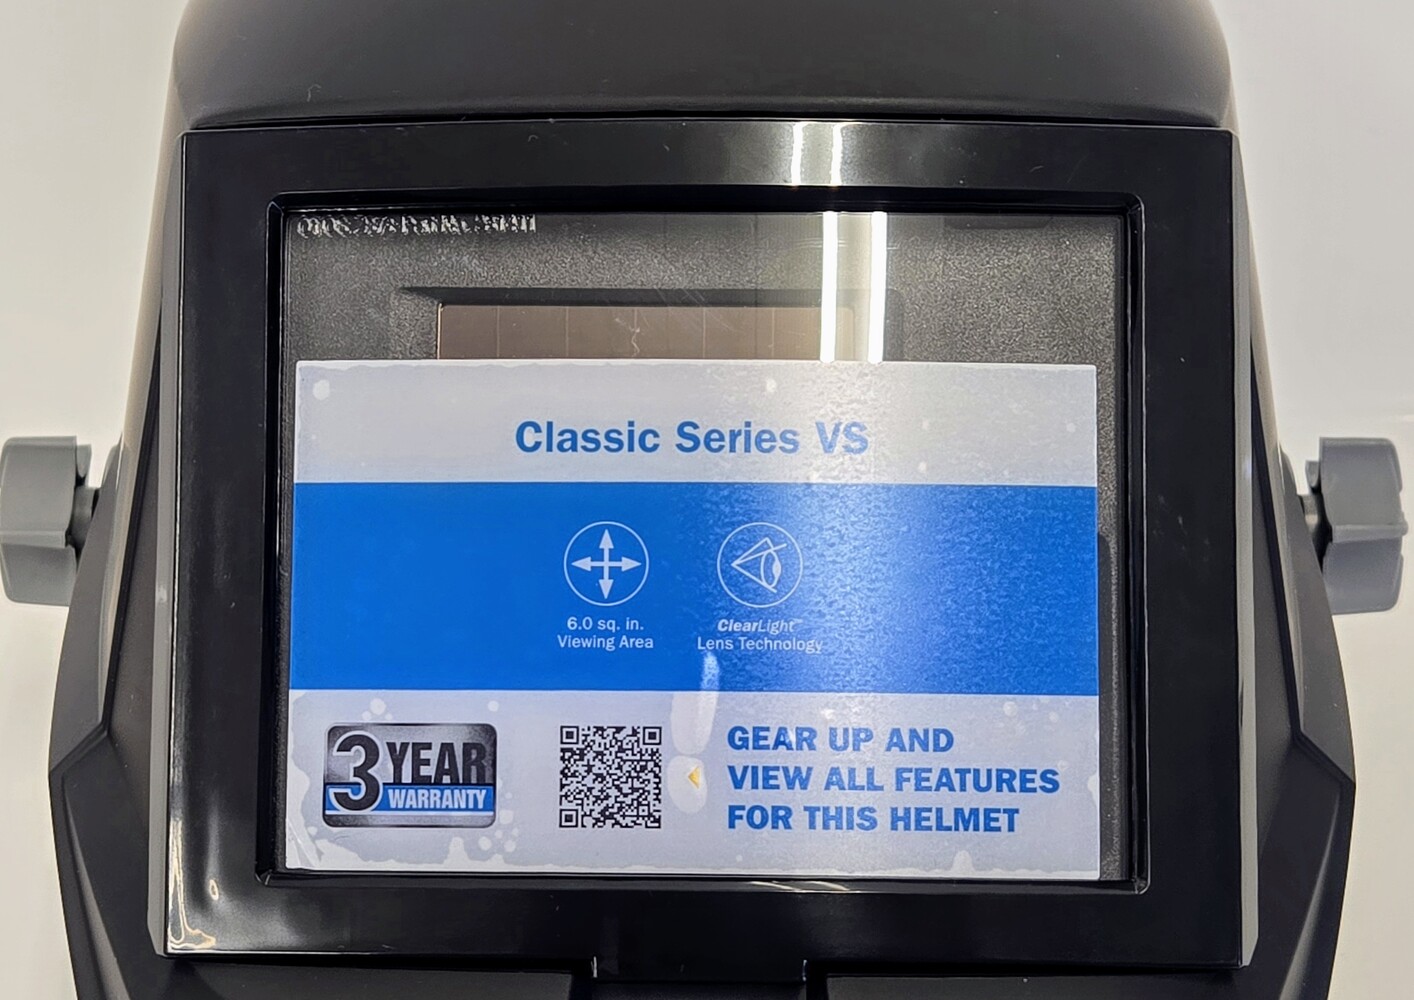 Classic Series VS
6.0 sq. in.
Viewing Area
ClearLight™
Lens Technology
3 YEAR
WARRANTY
GEAR UP AND
VIEW ALL FEATURES
FOR THIS HELMET